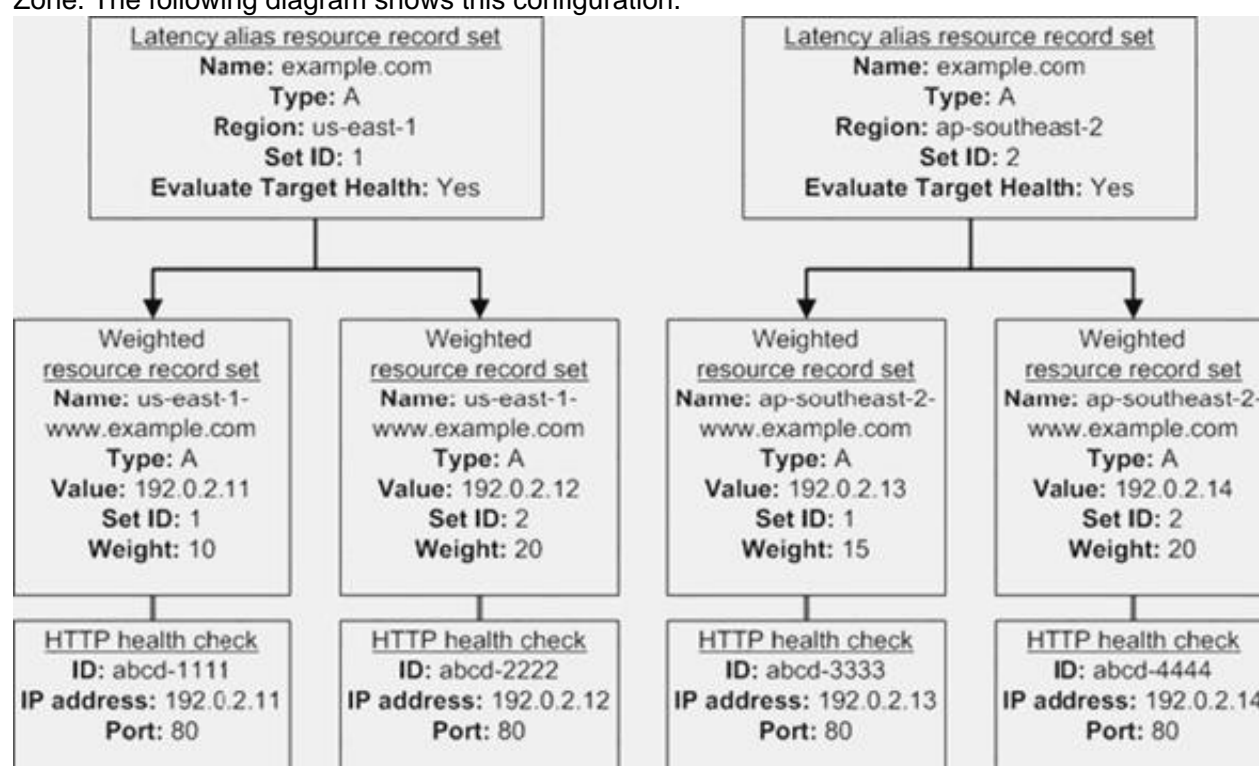 Zone. The following diagram shows this configuration.
Latency alias resource record set
Name: example.com
Type: A
Region: us-east-1
Set ID: 1
Evaluate Target Health: Yes
Latency alias resource record set
Name: example.com
Type: A
Region: ap-southeast-2
Set ID: 2
Evaluate Target Health: Yes
Weighted
resource record set
Name: us-east-1-
www.example.com
Type: A
Value: 192.0.2.11
Set ID: 1
Weight: 10
Weighted
resource record set
Name: us-east-1-
www.example.com
Type: A
Value: 192.0.2.12
Set ID: 2
Weight: 20
Weighted
resource record set
Name: ap-southeast-2-
www.example.com
Type: A
Value: 192.0.2.13
Set ID: 1
Weight: 15
Weighted
resource record set
Name: ap-southeast-2-
www.example.com
Type: A
Value: 192.0.2.14
Set ID: 2
Weight: 20
HTTP health check
ID: abcd-1111
IP address: 192.0.2.11
Port: 80
HTTP health check
ID: abcd-2222
IP address: 192.0.2.12
Port: 80
HTTP health check
ID: abcd-3333
IP address: 192.0.2.13
Port: 80
HTTP health check
ID: abcd-4444
IP address: 192.0.2.14
Port: 80